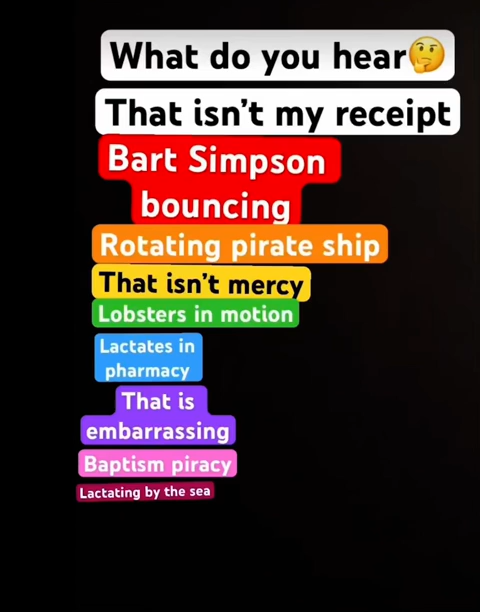 What do you hear🤔
That isn't my receipt
Bart Simpson
bouncing
Rotating pirate ship
That isn't mercy
Lobsters in motion
Lactates in
pharmacy
That is
embarrassing
Baptism piracy
Lactating by the sea